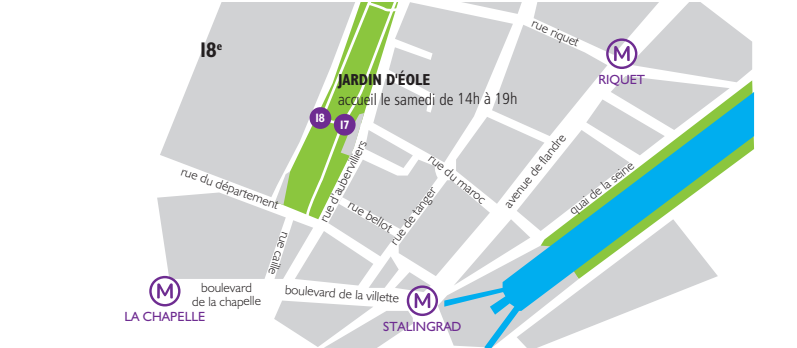 rue riquet
18e
M
RIQUET
JARDIN D'ÉOLE
accueil le samedi de 14h à 19h
18
17
rue d'aubervilliers
rue du maroc
avenue de flandre
quai de la seine
rue du département
rue bellot
rue de tanger
rue caille
M
LA CHAPELLE
boulevard
de la chapelle
boulevard de la villette
M
STALINGRAD